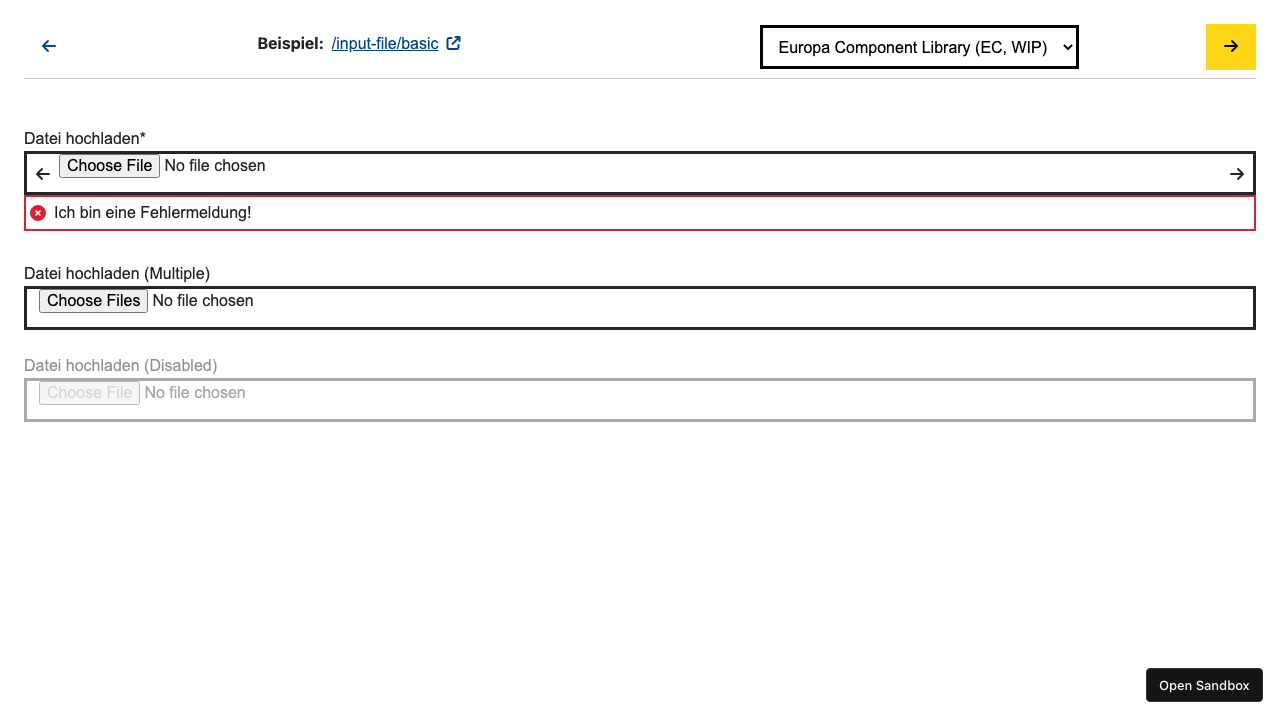 Beispiel: /input-file/basic
Europa Component Library (EC, WIP)
Datei hochladen*
Choose File No file chosen
Ich bin eine Fehlermeldung!
Datei hochladen (Multiple)
Choose Files No file chosen
Datei hochladen (Disabled)
Choose File No file chosen
Open Sandbox